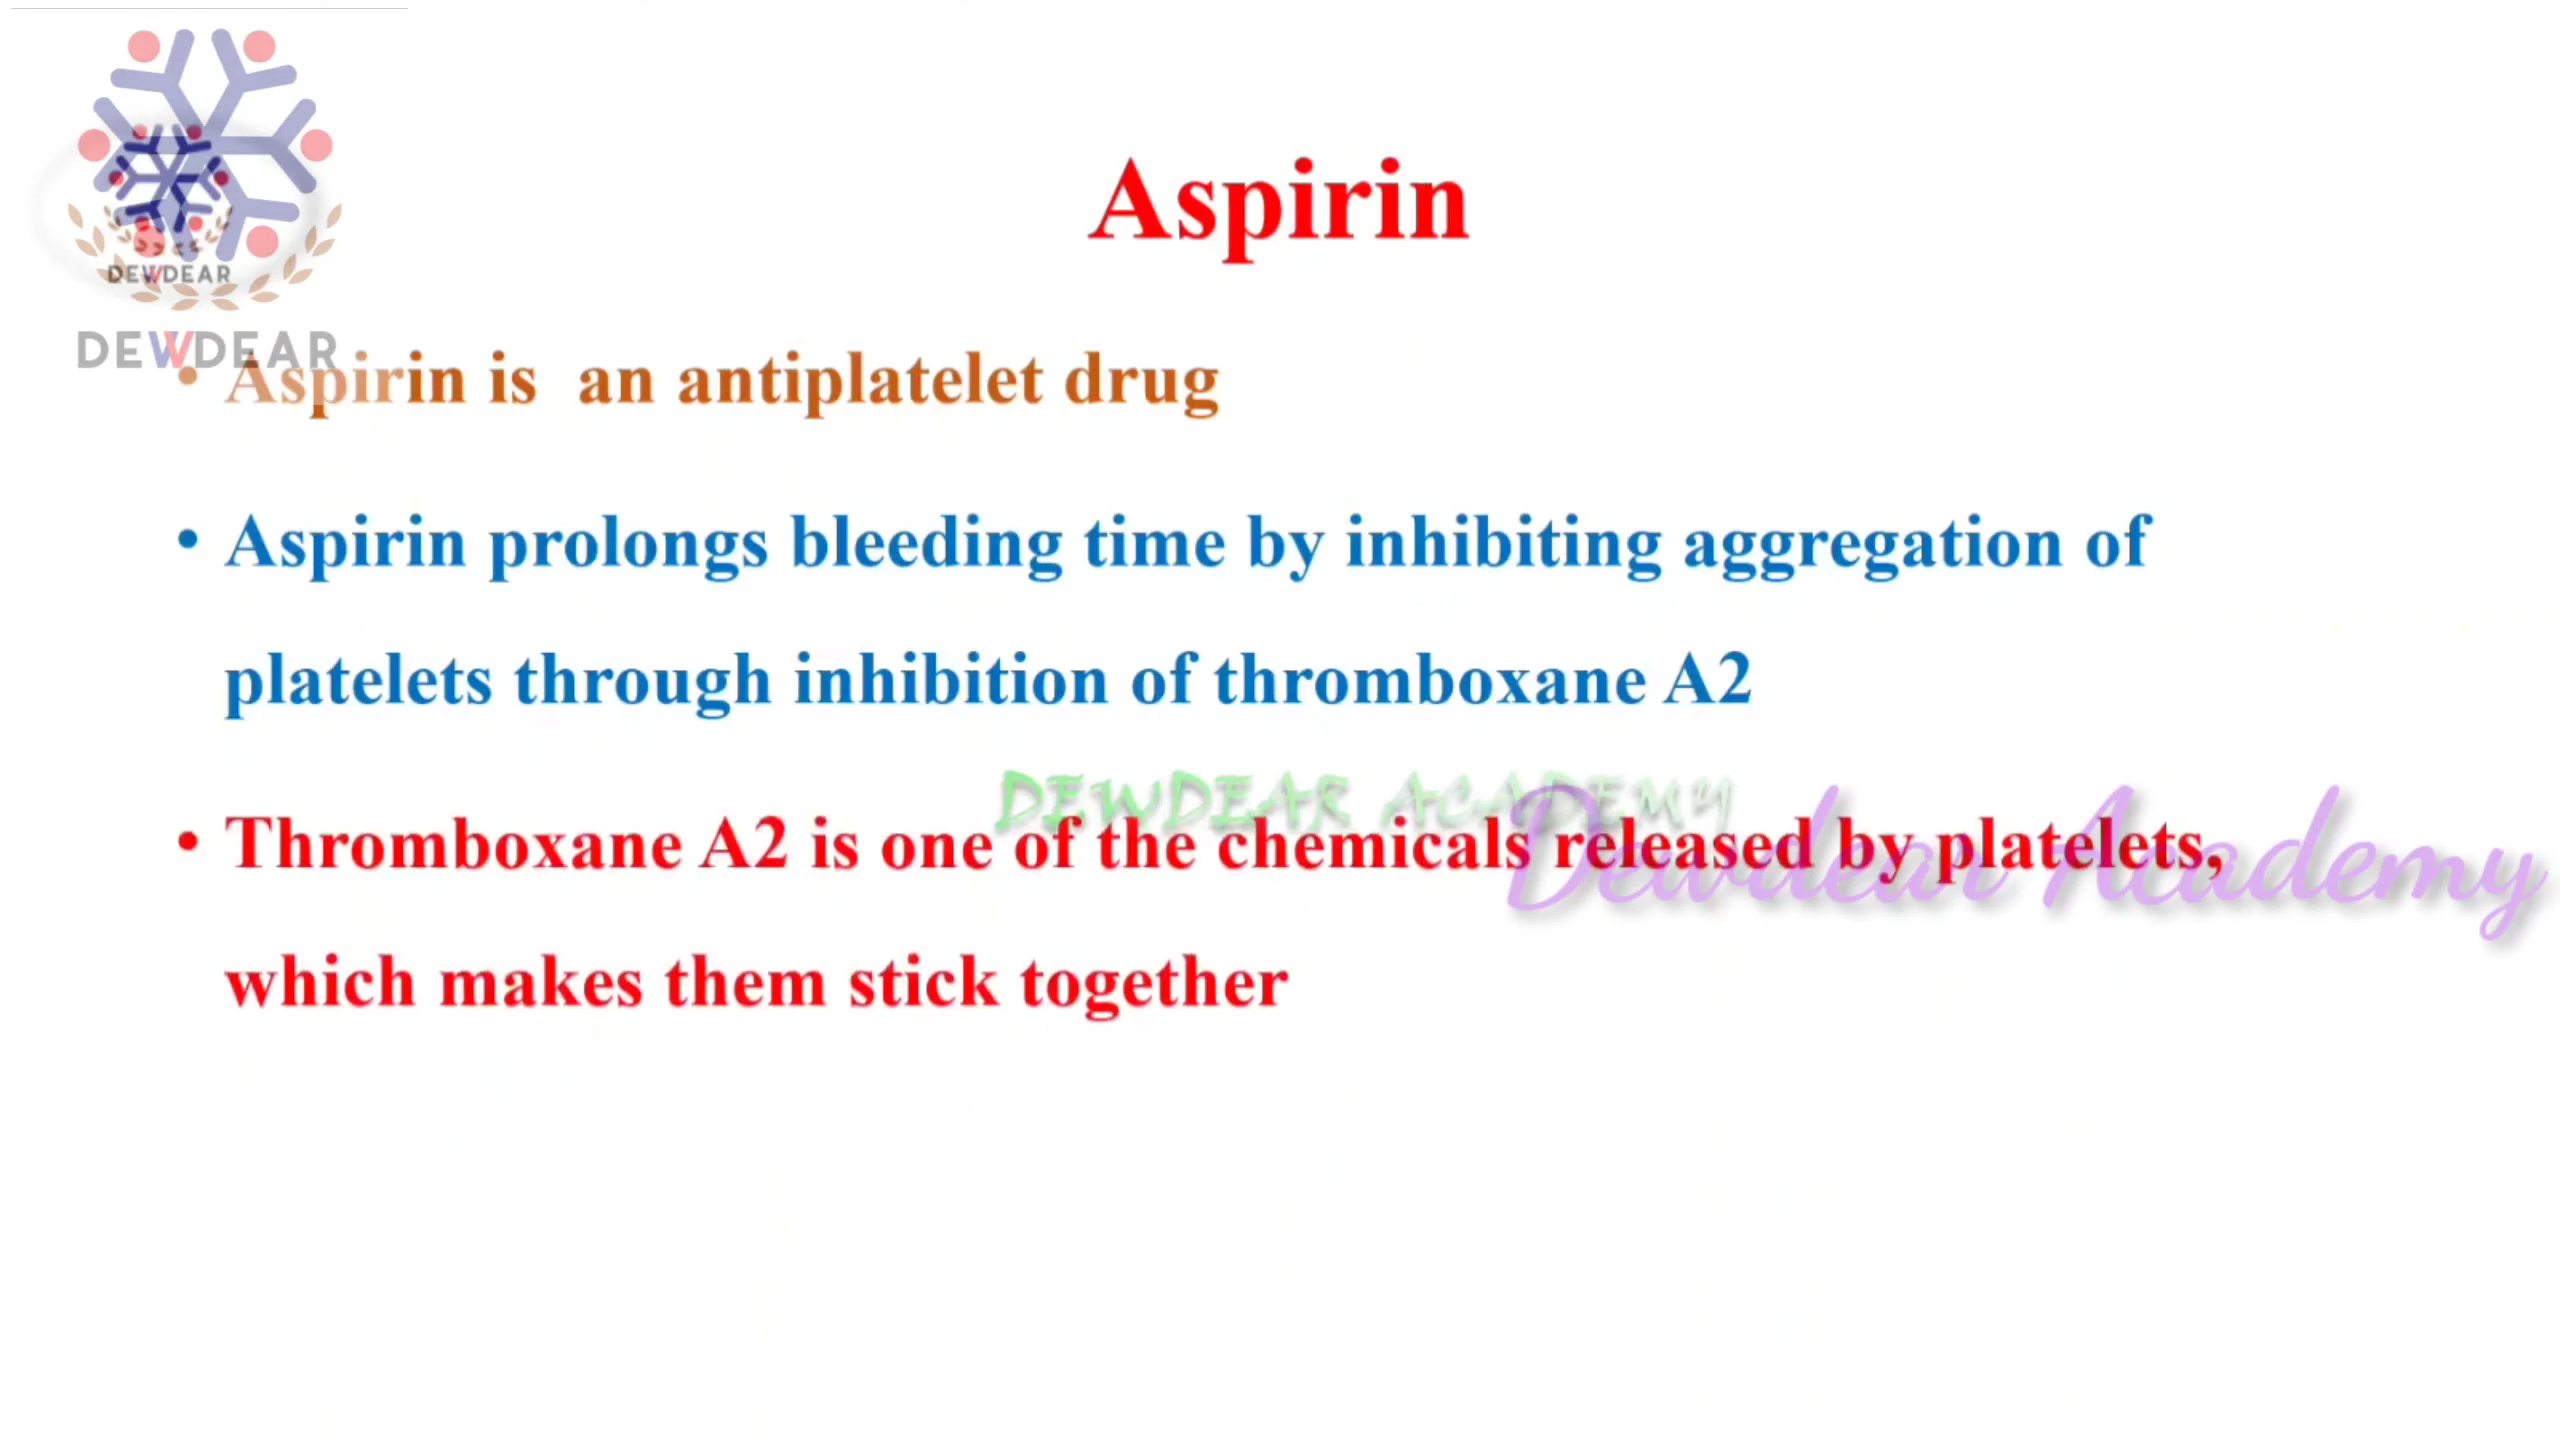 Aspirin
DEWDEAR
DEWDEAR
• Aspirin is an antiplatelet drug
• Aspirin prolongs bleeding time by inhibiting aggregation of
platelets through inhibition of thromboxane A2
DEWDEAR ACADEMY
• Thromboxane A2 is one of the chemicals released by platelets,
Dewdear Academy
which makes them stick together